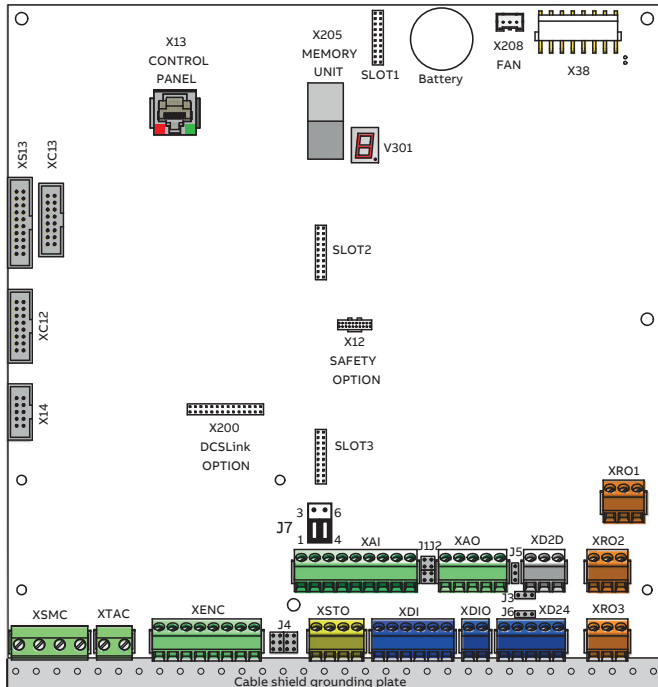 X13
CONTROL
PANEL
X205
MEMORY
UNIT
SLOT1
Battery
X208
FAN
X38
V301
XS13
XC13
SLOT2
XC12
X12
SAFETY
OPTION
X14
X200
DCSLink
OPTION
SLOT3
XRO1
3 6
J7
1 4
XAI
J1J2
XAO
J5
XD2D
XRO2
J3
XSMC
XTAC
XENC
J4
XSTO
XDI
XDIO
J6
XD24
XRO3
Cable shield grounding plate